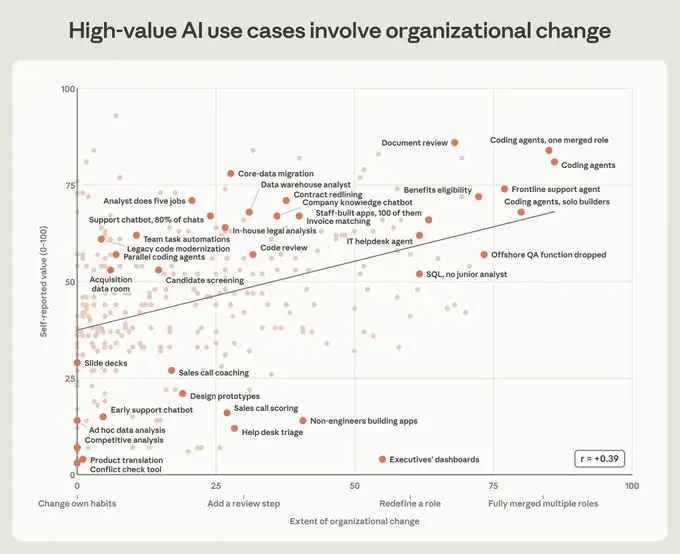 High-value AI use cases involve organizational change
100
75
50
25
0
Self-reported value (0-100)
Document review
Coding agents, one merged role
Coding agents
Core-data migration
Data warehouse analyst
Contract redlining
Benefits eligibility
Frontline support agent
Analyst does five jobs
Company knowledge chatbot
Coding agents, solo builders
Support chatbot, 80% of chats
Staff-built apps, 100 of them
Invoice matching
In-house legal analysis
Team task automations
IT helpdesk agent
Legacy code modernization
Code review
Parallel coding agents
Offshore QA function dropped
Acquisition
data room
Candidate screening
SQL, no junior analyst
Slide decks
Sales call coaching
Design prototypes
Early support chatbot
Sales call scoring
Non-engineers building apps
Ad hoc data analysis
Help desk triage
Competitive analysis
Product translation
Conflict check tool
Executives' dashboards
r = +0.39
0
25
50
75
100
Change own habits
Add a review step
Redefine a role
Fully merged multiple roles
Extent of organizational change